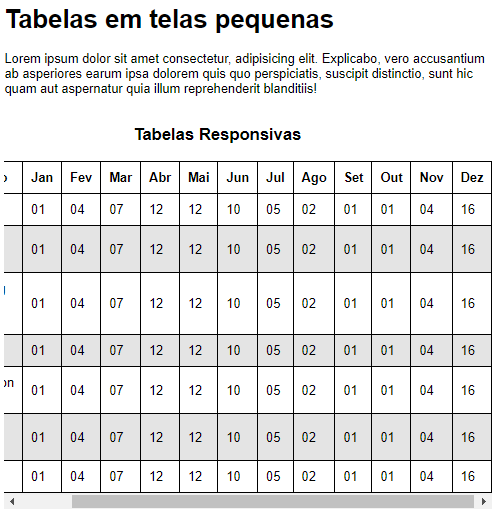 Tabelas em telas pequenas
Lorem ipsum dolor sit amet consectetur, adipisicing elit. Explicabo, vero accusantium
ab asperiores earum ipsa dolorem quis quo perspiciatis, suscipit distinctio, sunt hic
quam aut aspernatur quia illum reprehenderit blanditiis!
Tabelas Responsivas
Jan Fev Mar Abr Mai Jun Jul Ago Set Out Nov Dez
01 04 07 12 12 10 05 02 01 01 04 16
01 04 07 12 12 10 05 02 01 01 04 16
01 04 07 12 12 10 05 02 01 01 04 16
01 04 07 12 12 10 05 02 01 01 04 16
on
01 04 07 12 12 10 05 02 01 01 04 16
01 04 07 12 12 10 05 02 01 01 04 16
01 04 07 12 12 10 05 02 01 01 04 16